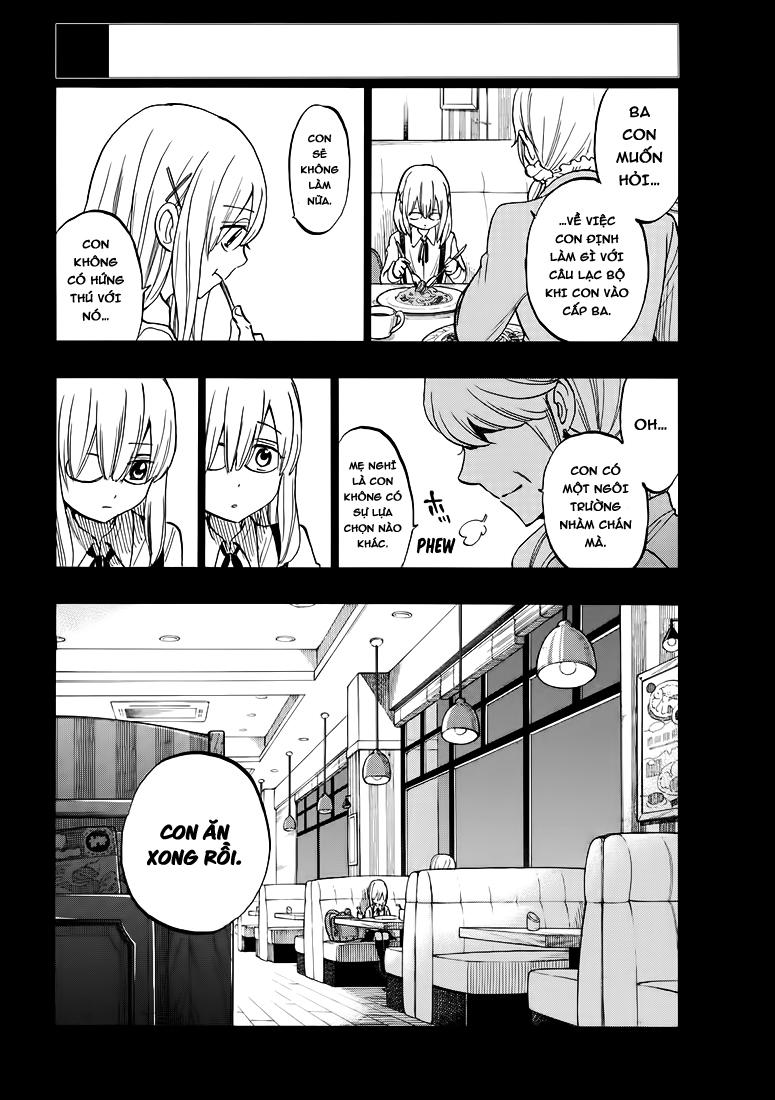 BA
CON
MUỐN
HỎI...
...VỀ VIỆC
CON ĐỊNH
LÀM GÌ VỚI
CÂU LẠC BỘ
KHI CON VÀO
CẤP BA.
CON
SẼ
KHÔNG
LÀM
NỮA.
CON
KHÔNG
CÓ HỨNG
THÚ VỚI
NÓ...
OH...
CON CÓ
MỘT NGÔI
TRƯỜNG
NHÀM CHÁN
MÀ.
MẸ NGHĨ
LÀ CON
KHÔNG CÓ
SỰ LỰA
CHỌN NÀO
KHÁC.
PHEW
CON ĂN
XONG RỒI.